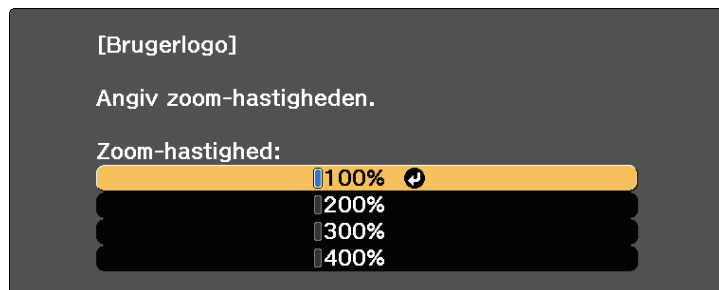 [Brugerlogo]
Angiv zoom-hastigheden.
Zoom-hastighed:
100%
200%
300%
400%